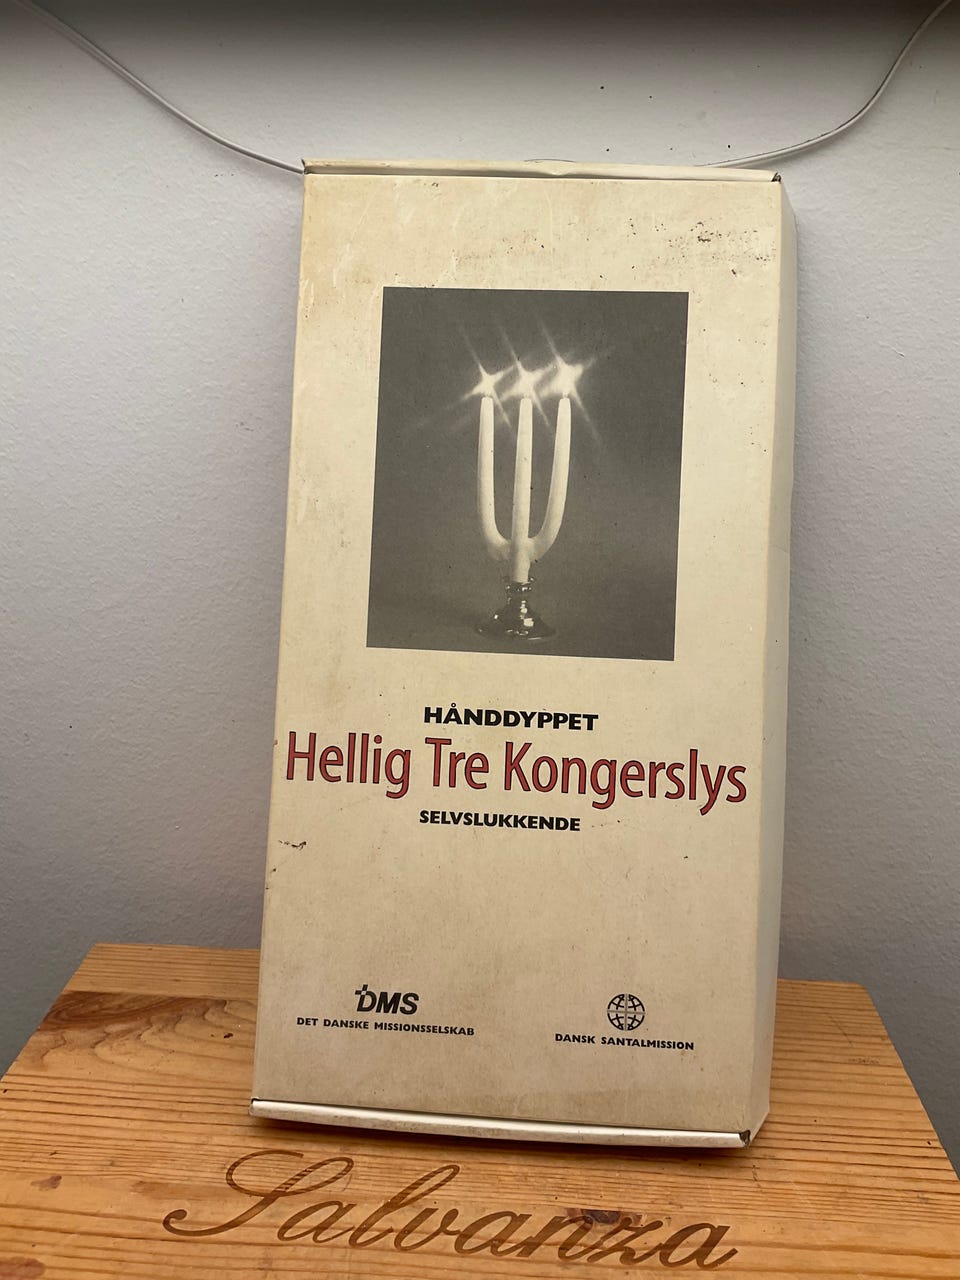 HÅNDDYPPET
Hellig Tre Kongerslys
SELVSLUKKENDE
DMS
DET DANSKE MISSIONSSELSKAB
DANSK SANTALMISSION
Salvanza